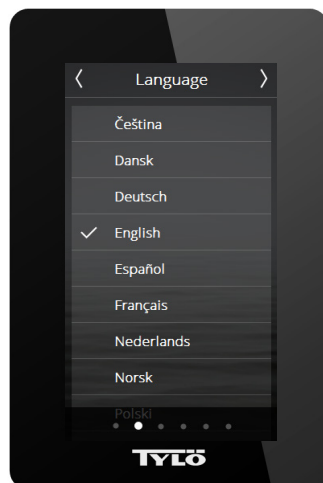 Language
Čeština
Dansk
Deutsch
English
Español
Français
Nederlands
Norsk
Polski
TYLÖ